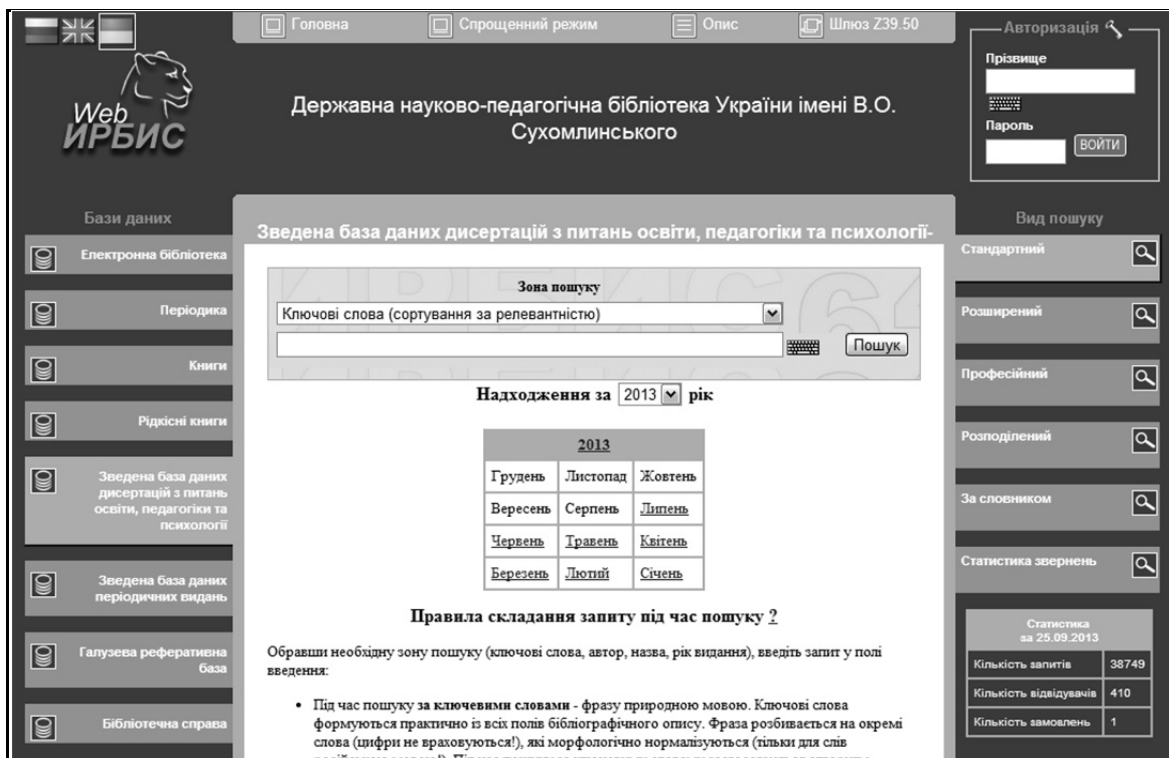 Головна
Спрощенний режим
Опис
Шлюз Z39.50
Web
ИРБИС
Державна науково-педагогічна бібліотека України імені В.О.
Сухомлинського
Авторизація
Прізвище
Пароль
ВОЙТИ
Бази даних
Електронна бібліотека
Періодика
Книги
Рідкісні книги
Зведена база даних
дисертацій з питань
освіти, педагогіки та
психології
Зведена база даних
періодичних видань
Галузева реферативна
база
Бібліотечна справа
Зведена база даних дисертацій з питань освіти, педагогіки та психології-
ИРБИС 64
Зона пошуку
Ключові слова (сортування за релевантністю)
Пошук
Надходження за 2013 рік
2013
Грудень Листопад Жовтень
Вересень Серпень Липень
Червень Травень Квітень
Березень Лютий Січень
Правила складання запиту під час пошуку ?
Обравши необхідну зону пошуку (ключові слова, автор, назва, рік видання), введіть запит у полі
введення:
• Під час пошуку за ключевими словами - фразу природною мовою. Ключові слова
формуються практично із всіх полів бібліографічного опису. Фраза розбивається на окремі
слова (цифри не враховуються!), які морфологічно нормалізуються (тільки для слів
Вид пошуку
Стандартний
Розширений
Професійний
Розподілений
За словником
Статистика звернень
Статистика
за 25.09.2013
Кількість запитів 38749
Кількість відвідувачів 410
Кількість замовлень 1